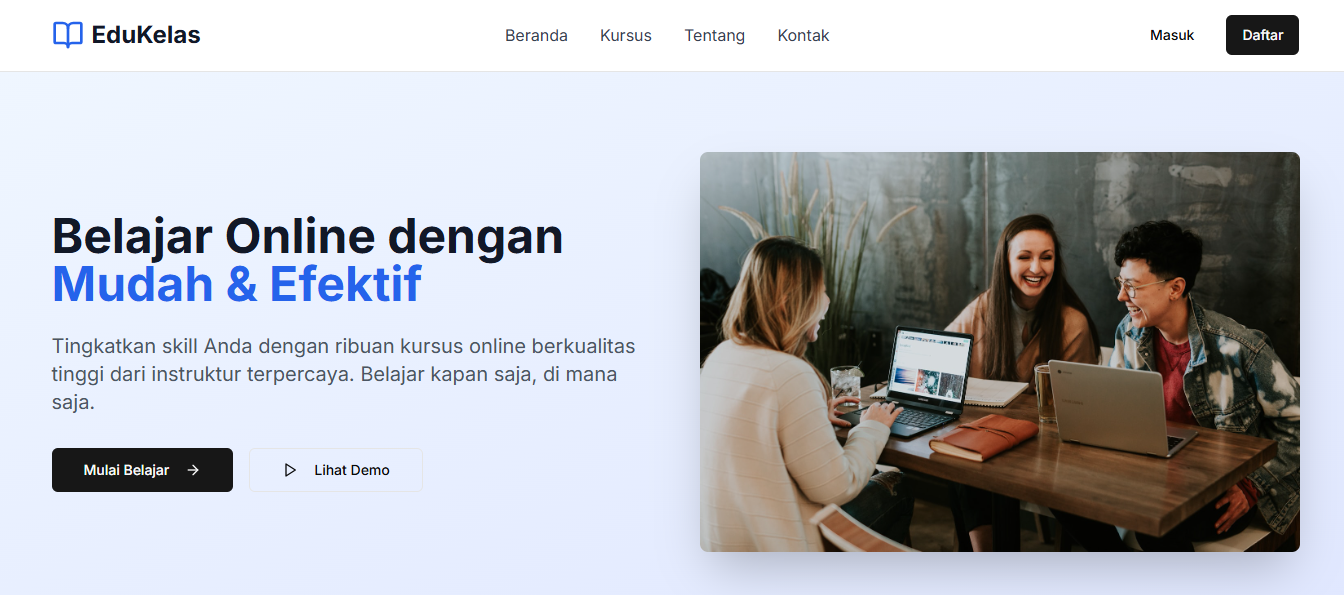 EduKelas
Beranda
Kursus
Tentang
Kontak
Masuk
Daftar
Belajar Online dengan
Mudah & Efektif
Tingkatkan skill Anda dengan ribuan kursus online berkualitas
tinggi dari instruktur terpercaya. Belajar kapan saja, di mana
saja.
Mulai Belajar
Lihat Demo